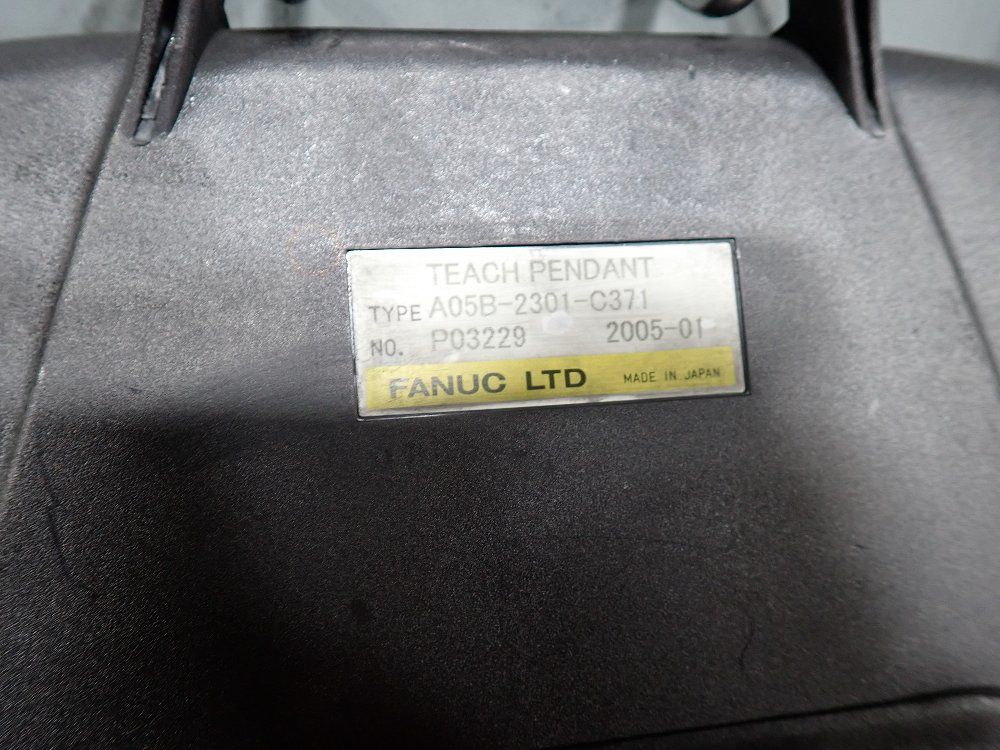 TEACH PENDANT
TYPE A05B-2301-C371
NO. P03229 2005-01
FANUC LTD MADE IN JAPAN